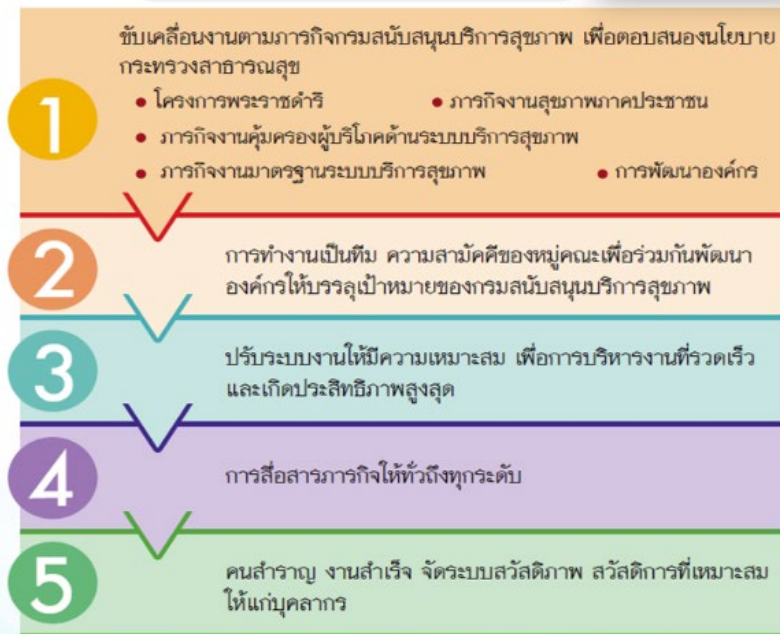 1
ขับเคลื่อนงานตามภารกิจกรมสนับสนุนบริการสุขภาพ เพื่อตอบสนองนโยบาย
กระทรวงสาธารณสุข
• โครงการพระราชดำริ • ภารกิจงานสุขภาพภาคประชาชน
• ภารกิจงานคุ้มครองผู้บริโภคด้านระบบบริการสุขภาพ
• ภารกิจงานมาตรฐานระบบบริการสุขภาพ • การพัฒนาองค์กร
2
การทำงานเป็นทีม ความสามัคคีของหมู่คณะเพื่อร่วมกันพัฒนา
องค์กรให้บรรลุเป้าหมายของกรมสนับสนุนบริการสุขภาพ
3
ปรับระบบงานให้มีความเหมาะสม เพื่อการบริหารงานที่รวดเร็ว
และเกิดประสิทธิภาพสูงสุด
4
การสื่อสารภารกิจให้ทั่วถึงทุกระดับ
5
คนสำราญ งานสำเร็จ จัดระบบสวัสดิภาพ สวัสดิการที่เหมาะสม
ให้แก่บุคลากร